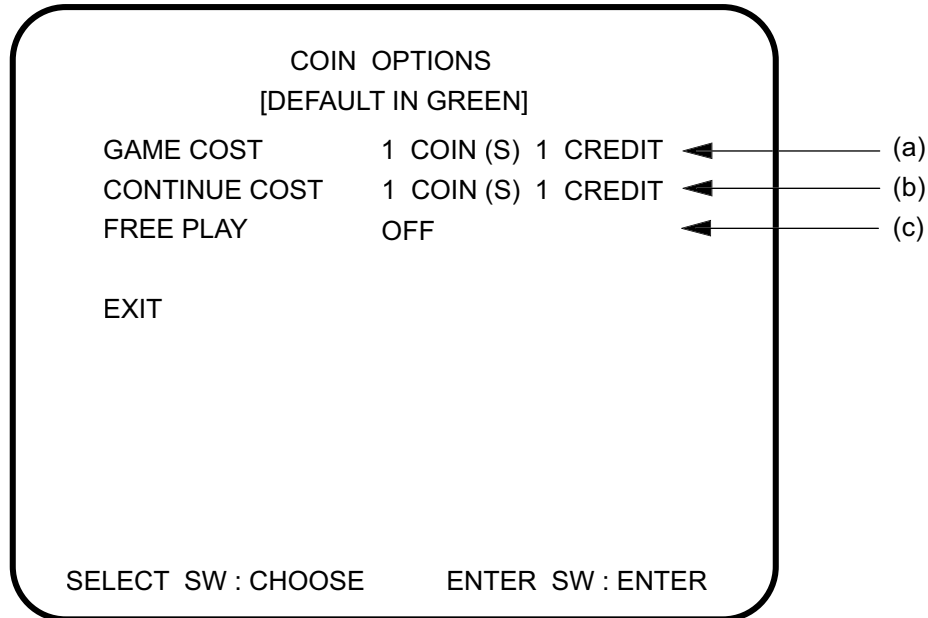 COIN OPTIONS
[DEFAULT IN GREEN]
GAME COST 1 COIN (S) 1 CREDIT (a)
CONTINUE COST 1 COIN (S) 1 CREDIT (b)
FREE PLAY OFF (c)
EXIT
SELECT SW : CHOOSE ENTER SW : ENTER